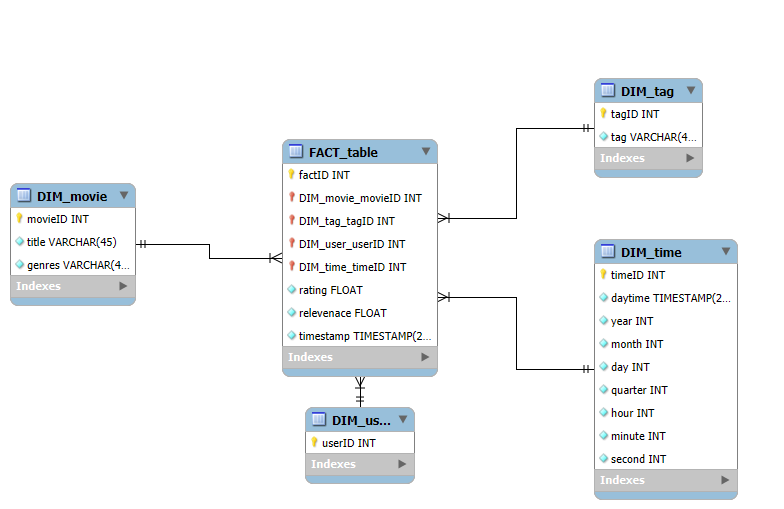 DIM_movie
movieID INT
title VARCHAR(45)
genres VARCHAR(4...
Indexes
FACT_table
factID INT
DIM_movie_movieID INT
DIM_tag_tagID INT
DIM_user_userID INT
DIM_time_timeID INT
rating FLOAT
relevenace FLOAT
timestamp TIMESTAMP(2...
Indexes
DIM_us...
userID INT
Indexes
DIM_tag
tagID INT
tag VARCHAR(4...
Indexes
DIM_time
timeID INT
daytime TIMESTAMP(2...
year INT
month INT
day INT
quarter INT
hour INT
minute INT
second INT
Indexes